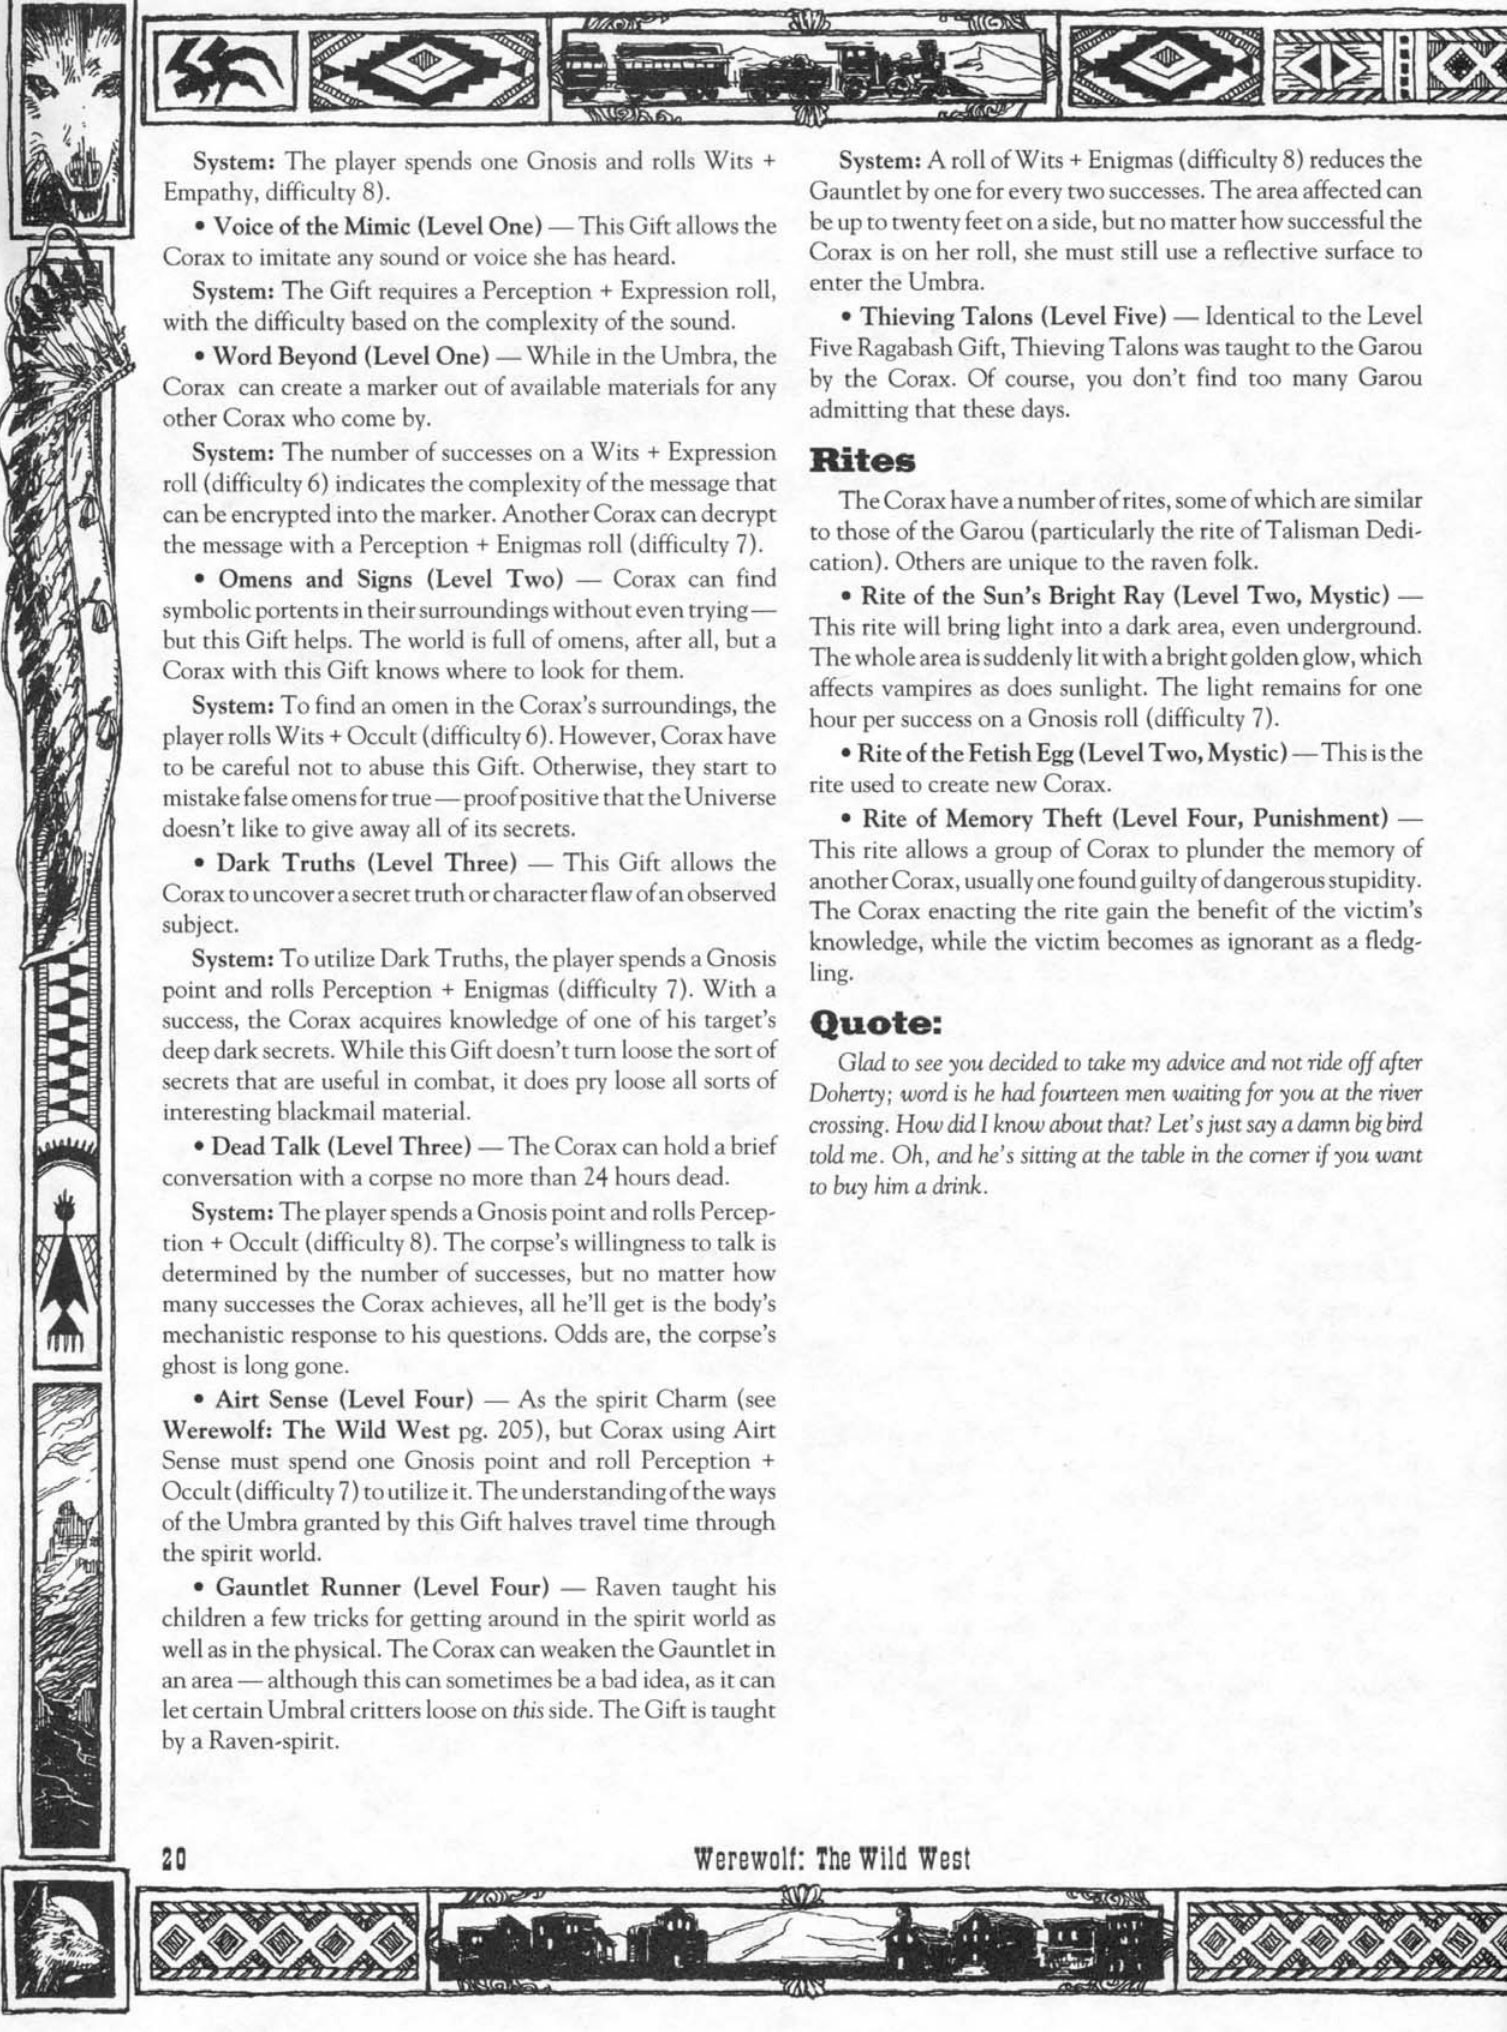 System: The player spends one Gnosis and rolls Wits +
Empathy, difficulty 8).
• Voice of the Mimic (Level One) — This Gift allows the
Corax to imitate any sound or voice she has heard.
System: The Gift requires a Perception + Expression roll,
with the difficulty based on the complexity of the sound.
• Word Beyond (Level One) — While in the Umbra, the
Corax can create a marker out of available materials for any
other Corax who come by.
System: The number of successes on a Wits + Expression
roll (difficulty 6) indicates the complexity of the message that
can be encrypted into the marker. Another Corax can decrypt
the message with a Perception + Enigmas roll (difficulty 7).
• Omens and Signs (Level Two) — Corax can find
symbolic portents in their surroundings without even trying —
but this Gift helps. The world is full of omens, after all, but a
Corax with this Gift knows where to look for them.
System: To find an omen in the Corax's surroundings, the
player rolls Wits + Occult (difficulty 6). However, Corax have
to be careful not to abuse this Gift. Otherwise, they start to
mistake false omens for true — proof positive that the Universe
doesn't like to give away all of its secrets.
• Dark Truths (Level Three) — This Gift allows the
Corax to uncover a secret truth or character flaw of an observed
subject.
System: To utilize Dark Truths, the player spends a Gnosis
point and rolls Perception + Enigmas (difficulty 7). With a
success, the Corax acquires knowledge of one of his target's
deep dark secrets. While this Gift doesn't turn loose the sort of
secrets that are useful in combat, it does pry loose all sorts of
interesting blackmail material.
• Dead Talk (Level Three) — The Corax can hold a brief
conversation with a corpse no more than 24 hours dead.
System: The player spends a Gnosis point and rolls Percep-
tion + Occult (difficulty 8). The corpse's willingness to talk is
determined by the number of successes, but no matter how
many successes the Corax achieves, all he'll get is the body's
mechanistic response to his questions. Odds are, the corpse's
ghost is long gone.
• Airt Sense (Level Four) — As the spirit Charm (see
Werewolf: The Wild West pg. 205), but Corax using Airt
Sense must spend one Gnosis point and roll Perception +
Occult (difficulty 7) to utilize it. The understanding of the ways
of the Umbra granted by this Gift halves travel time through
the spirit world.
• Gauntlet Runner (Level Four) — Raven taught his
children a few tricks for getting around in the spirit world as
well as in the physical. The Corax can weaken the Gauntlet in
an area — although this can sometimes be a bad idea, as it can
let certain Umbral critters loose on this side. The Gift is taught
by a Raven-spirit.
System: A roll of Wits + Enigmas (difficulty 8) reduces the
Gauntlet by one for every two successes. The area affected can
be up to twenty feet on a side, but no matter how successful the
Corax is on her roll, she must still use a reflective surface to
enter the Umbra.
• Thieving Talons (Level Five) — Identical to the Level
Five Ragabash Gift, Thieving Talons was taught to the Garou
by the Corax. Of course, you don't find too many Garou
admitting that these days.
Rites
The Corax have a number of rites, some of which are similar
to those of the Garou (particularly the rite of Talisman Dedi-
cation). Others are unique to the raven folk.
• Rite of the Sun's Bright Ray (Level Two, Mystic) —
This rite will bring light into a dark area, even underground.
The whole area is suddenly lit with a bright golden glow, which
affects vampires as does sunlight. The light remains for one
hour per success on a Gnosis roll (difficulty 7).
• Rite of the Fetish Egg (Level Two, Mystic) — This is the
rite used to create new Corax.
• Rite of Memory Theft (Level Four, Punishment) —
This rite allows a group of Corax to plunder the memory of
another Corax, usually one found guilty of dangerous stupidity.
The Corax enacting the rite gain the benefit of the victim's
knowledge, while the victim becomes as ignorant as a fledg-
ling.
Quote:
Glad to see you decided to take my advice and not ride off after
Doherty; word is he had fourteen men waiting for you at the river
crossing. How did I know about that? Let's just say a damn big bird
told me. Oh, and he's sitting at the table in the corner if you want
to buy him a drink.
20
Werewolf: The Wild West